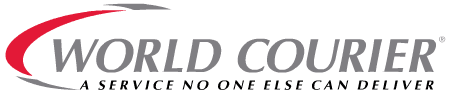 WORLD COURIER®
A SERVICE NO ONE ELSE CAN DELIVER